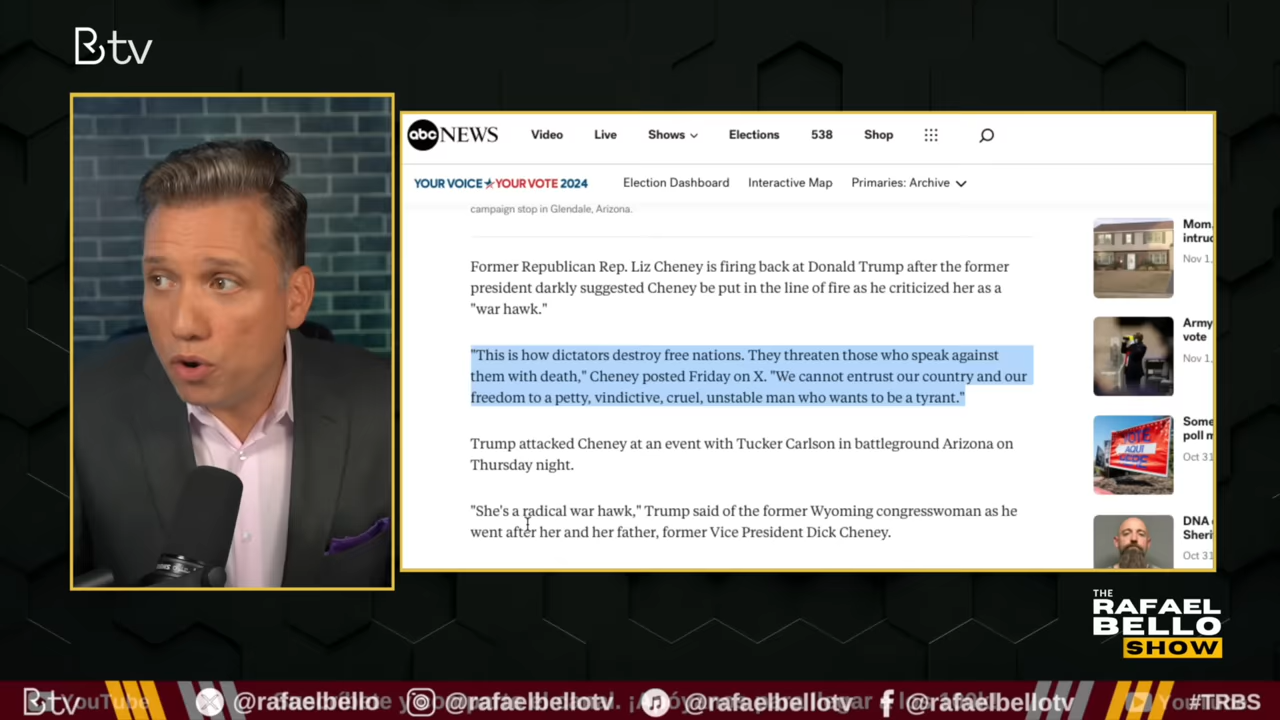 Btv
abc NEWS
Video
Live
Shows
Elections
538
Shop
YOUR VOICE★YOUR VOTE 2024
Election Dashboard
Interactive Map
Primaries: Archive
campaign stop in Glendale, Arizona.
Former Republican Rep. Liz Cheney is firing back at Donald Trump after the former
president darkly suggested Cheney be put in the line of fire as he criticized her as a
"war hawk."
"This is how dictators destroy free nations. They threaten those who speak against
them with death," Cheney posted Friday on X. "We cannot entrust our country and our
freedom to a petty, vindictive, cruel, unstable man who wants to be a tyrant."
Trump attacked Cheney at an event with Tucker Carlson in battleground Arizona on
Thursday night.
"She's a radical war hawk," Trump said of the former Wyoming congresswoman as he
went after her and her father, former Vice President Dick Cheney.
Mom,
intruc
Nov 1,
Army
vote
Nov 1,
VOTE
AQUI
HERE
Some
poll m
Oct 31
DNA
Sheri
Oct 31
THE
RAFAEL
BELLO
SHOW
Btv
YouTube
@rafaelbello
@rafaelbellotv
@rafaelbellotv
@rafaelbellotv
#TRBS